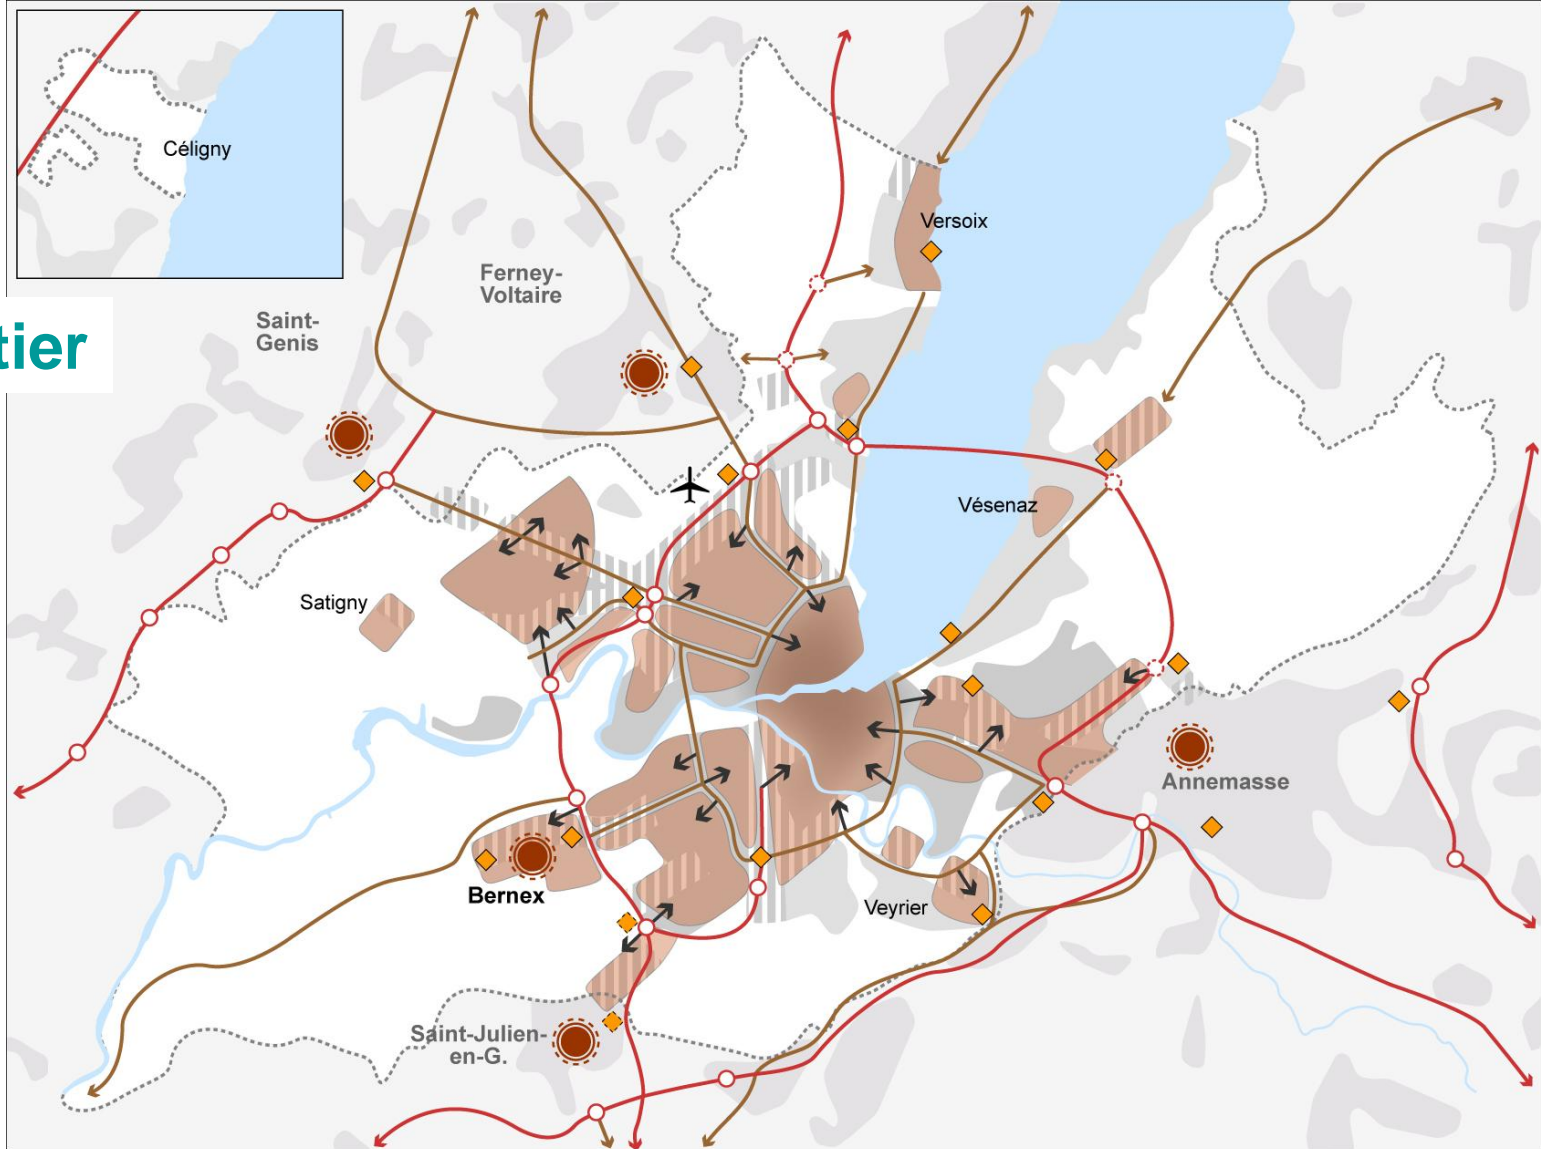 Céligny
Versoix
Ferney-
Voltaire
Saint-
Genis
tier
Vésenaz
Satigny
Annemasse
Bernex
Veyrier
Saint-Julien-
en-G.